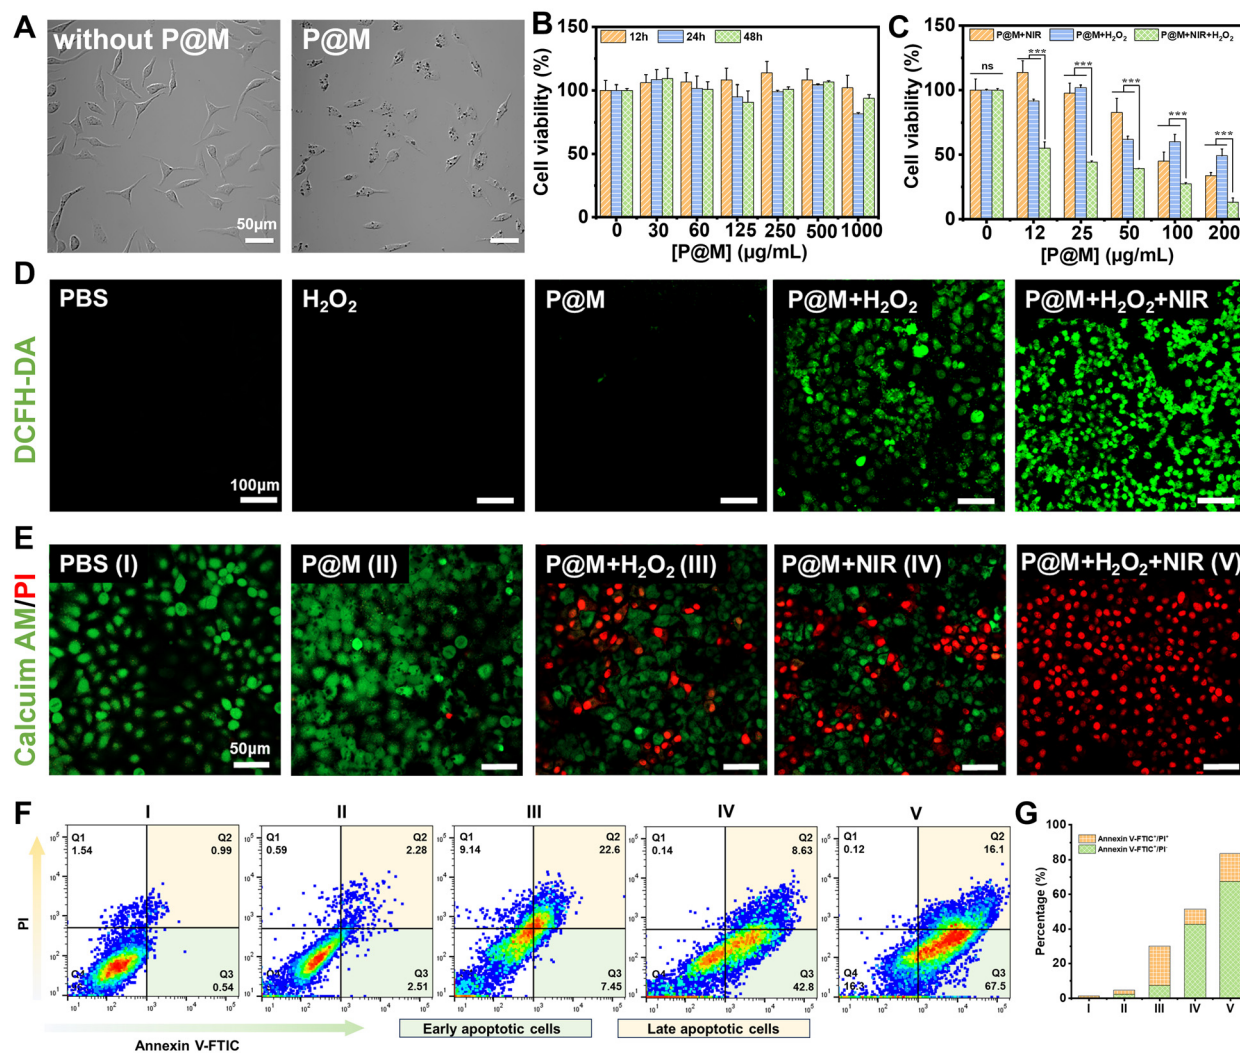 A
without P@M
50μm
P@M
B
Cell viability (%)
150
100
50
0
12h
24h
48h
0 30 60 125 250 500 1000
[P@M] (μg/mL)
C
Cell viability (%)
150
100
50
0
P@M+NIR
P@M+H₂O₂
P@M+NIR+H₂O₂
ns
***
***
***
***
***
0 12 25 50 100 200
[P@M] (μg/mL)
D
DCFH-DA
PBS
100μm
H₂O₂
P@M
P@M+H₂O₂
P@M+H₂O₂+NIR
E
Calcuim AM/PI
PBS (I)
50μm
P@M (II)
P@M+H₂O₂ (III)
P@M+NIR (IV)
P@M+H₂O₂+NIR (V)
F
PI
I
Q1
1.54
Q2
0.99
Q3
0.54
II
Q1
0.59
Q2
2.28
Q3
2.51
III
Q1
9.14
Q2
22.6
Q3
7.45
IV
Q1
0.14
Q2
8.63
Q4
Q3
42.8
V
Q1
0.12
Q2
16.1
Q4
16.3
Q3
67.5
Annexin V-FTIC
Early apoptotic cells
Late apoptotic cells
G
Percentage (%)
100
80
60
40
20
0
Annexin V-FTIC⁺/PI⁺
Annexin V-FTIC⁺/PI⁻
I II III IV V